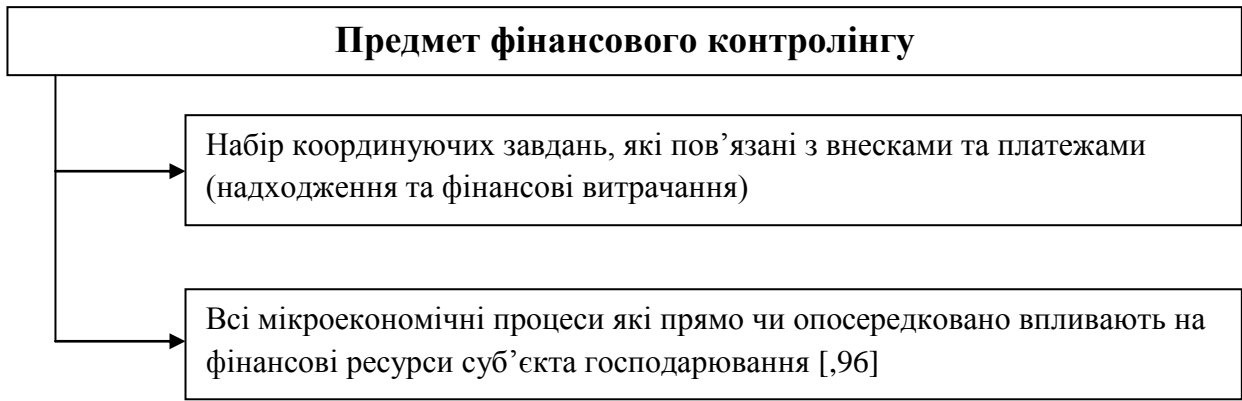 Предмет фінансового контролінгу
Набір координуючих завдань, які пов’язані з внесками та платежами
(надходження та фінансові витрачання)
Всі мікроекономічні процеси які прямо чи опосередковано впливають на
фінансові ресурси суб’єкта господарювання [,96]